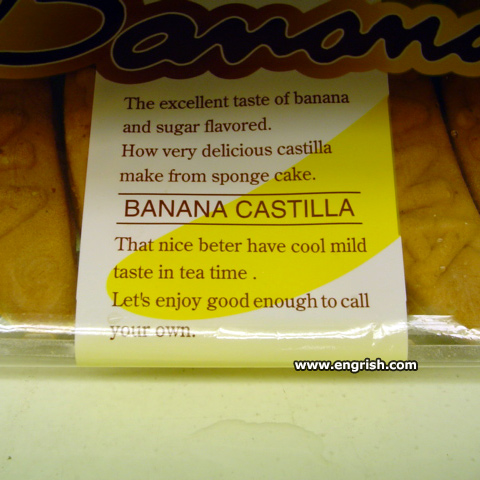 Banana
The excellent taste of banana
and sugar flavored.
How very delicious castilla
make from sponge cake.
BANANA CASTILLA
That nice beter have cool mild
taste in tea time .
Let's enjoy good enough to call
your own.
www.engrish.com